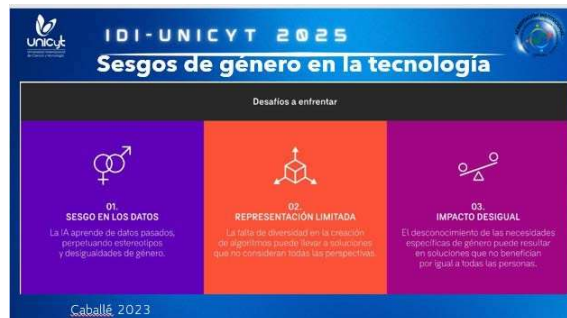 unicyt
IDI-UNICYT 2025
Sesgos de género en la tecnología
Desafíos a enfrentar
01.
SESGO EN LOS DATOS
La IA aprende de datos pasados,
perpetuando estereotipos
y desigualdades de género.
02.
REPRESENTACIÓN LIMITADA
La falta de diversidad en la creación
de algoritmos puede llevar a soluciones
que no consideran todas las perspectivas.
03.
IMPACTO DESIGUAL
El desconocimiento de las necesidades
específicas de género puede resultar
en soluciones que no benefician
por igual a todas las personas.
Caballé 2023